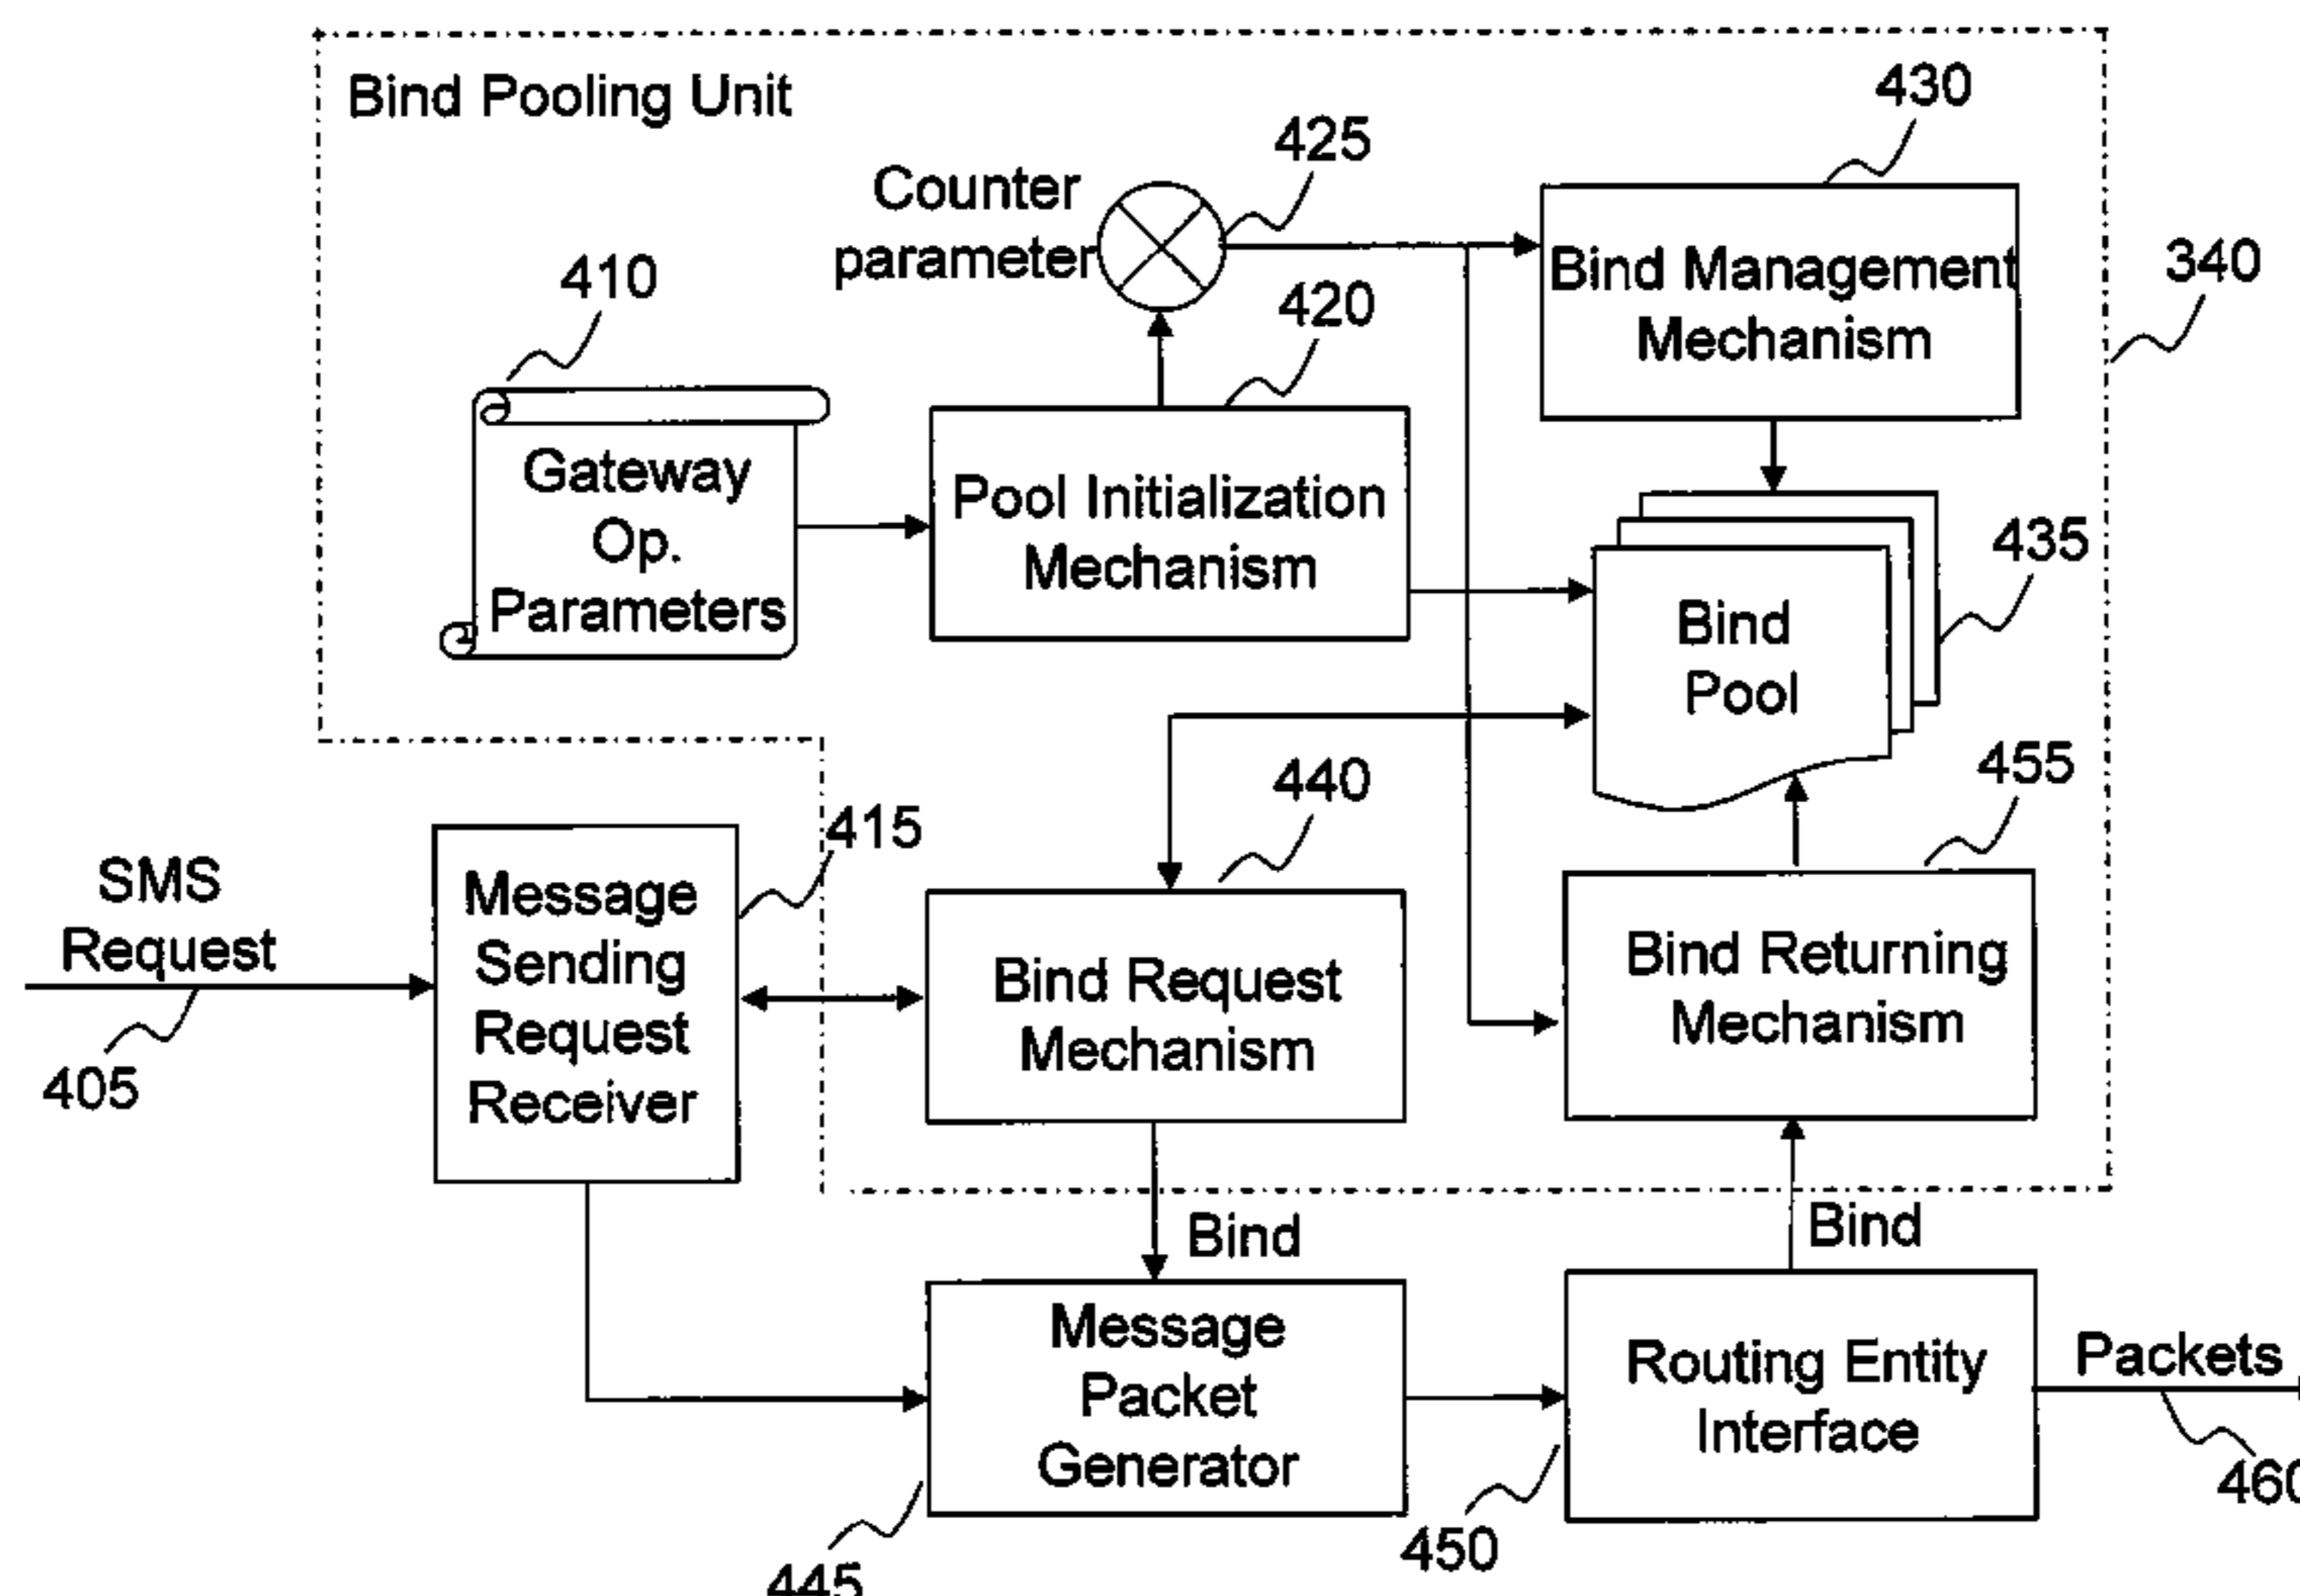 Bind Pooling Unit
430
425
Counter
parameter
Bind Management
Mechanism
340
410
420
Gateway
Op.
Parameters
Pool Initialization
Mechanism
435
Bind
Pool
440
455
415
SMS
Request
Message
Sending
Request
Receiver
Bind Request
Mechanism
Bind Returning
Mechanism
405
Bind
Bind
Message
Packet
Generator
Routing Entity
Interface
Packets
460
450
445